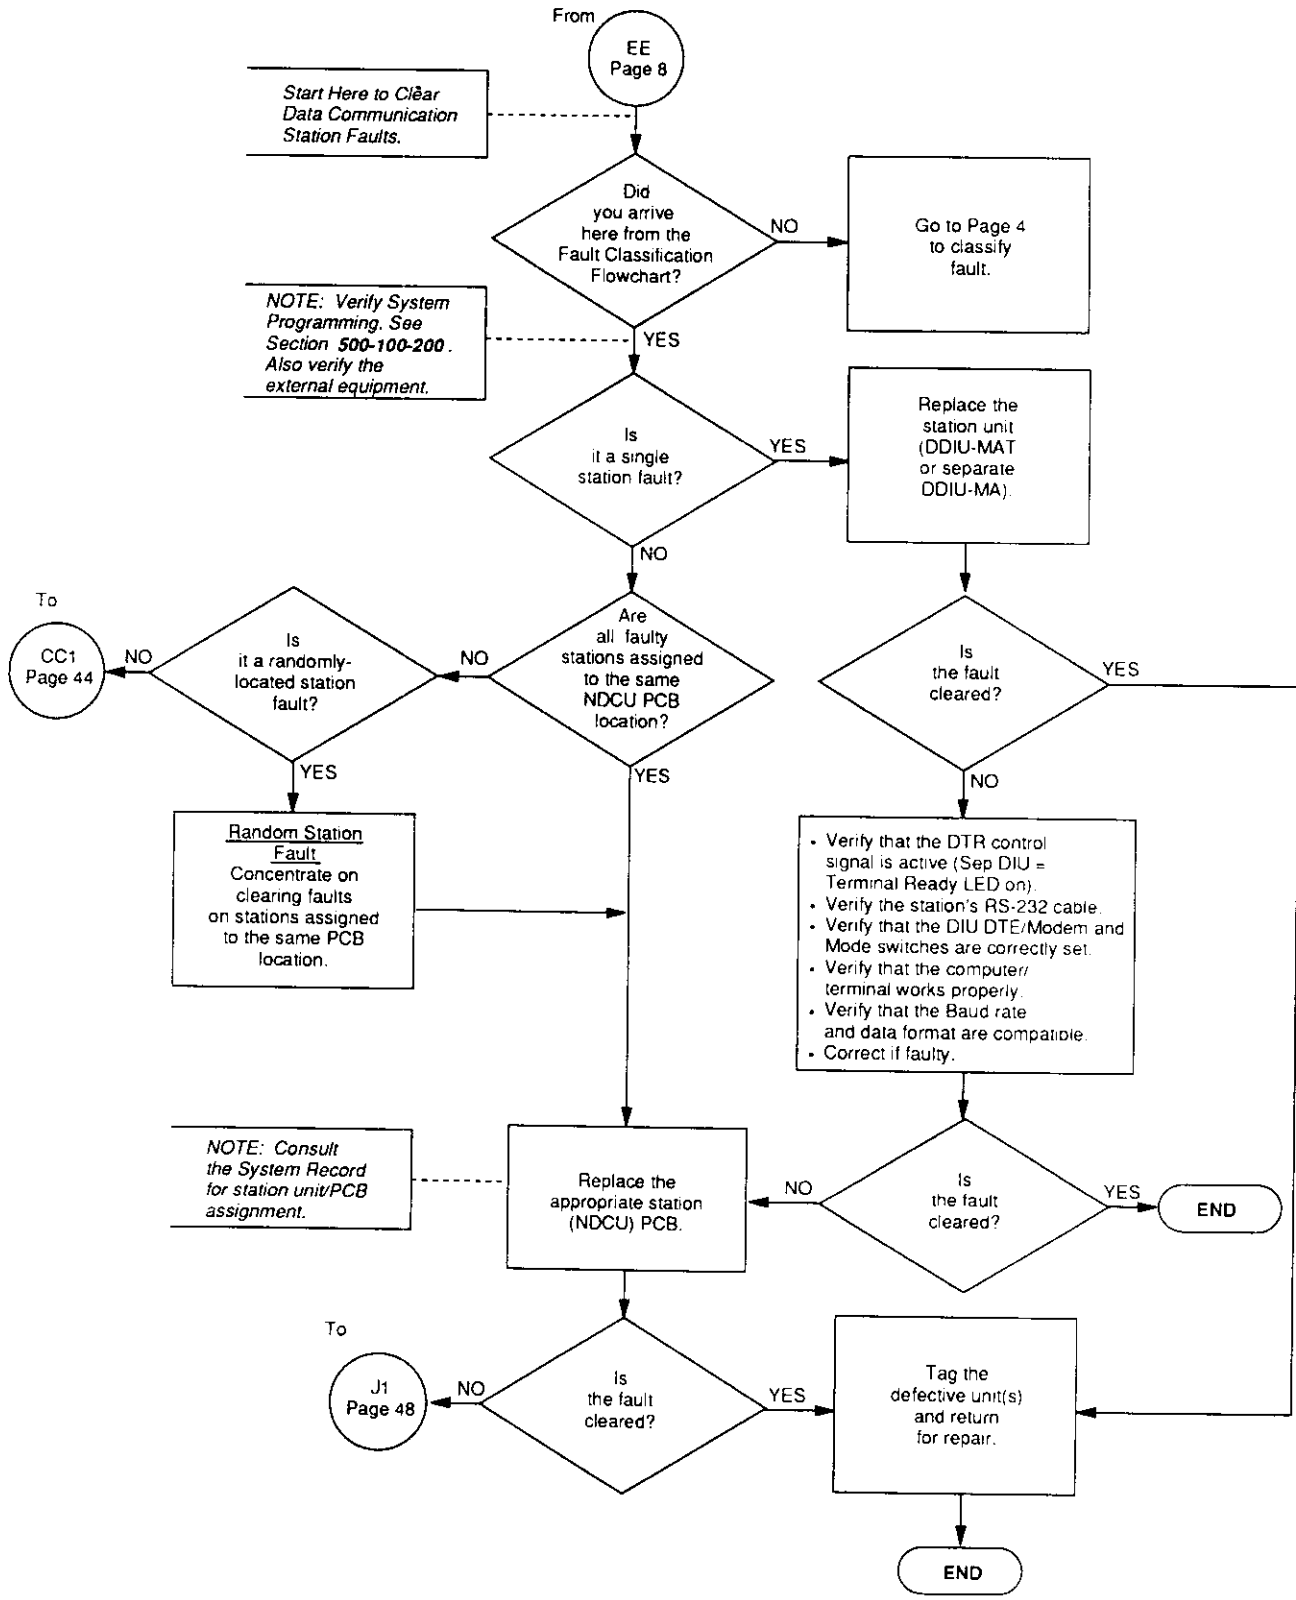 From
EE
Page 8
Start Here to Clear
Data Communication
Station Faults.
Did
you arrive
here from the
Fault Classification
Flowchart?
NO
Go to Page 4
to classify
fault.
NOTE: Verify System
Programming. See
Section 500-100-200.
Also verify the
external equipment.
YES
Is
it a single
station fault?
YES
Replace the
station unit
(DDIU-MAT
or separate
DDIU-MA).
NO
To
CC1
Page 44
NO
Is
it a randomly-
located station
fault?
NO
Are
all faulty
stations assigned
to the same
NDCU PCB
location?
Is
the fault
cleared?
YES
YES
YES
NO
Random Station
Fault
Concentrate on
clearing faults
on stations assigned
to the same PCB
location.
• Verify that the DTR control
signal is active (Sep DIU =
Terminal Ready LED on).
• Verify the station's RS-232 cable.
• Verify that the DIU DTE/Modem and
Mode switches are correctly set.
• Verify that the computer/
terminal works properly.
• Verify that the Baud rate
and data format are compatible.
• Correct if faulty.
NOTE: Consult
the System Record
for station unit/PCB
assignment.
Replace the
appropriate station
(NDCU) PCB.
NO
Is
the fault
cleared?
YES
END
To
J1
Page 48
NO
Is
the fault
cleared?
YES
Tag the
defective unit(s)
and return
for repair.
END